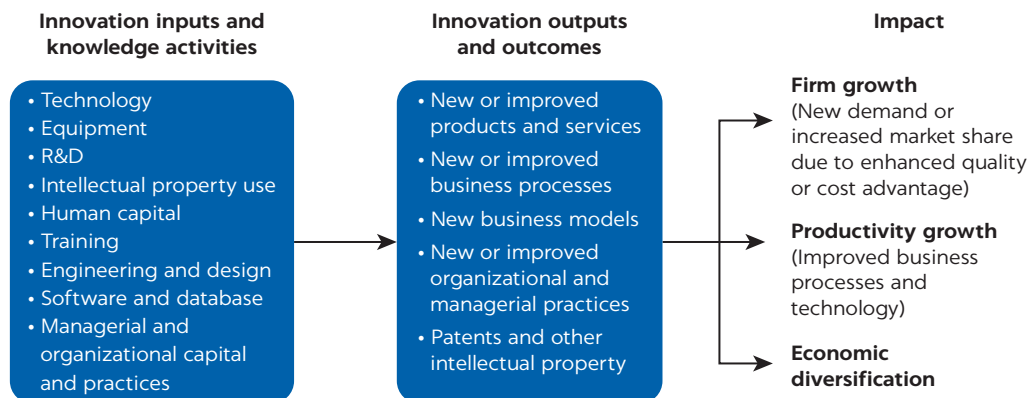 Innovation inputs and
knowledge activities
• Technology
• Equipment
• R&D
• Intellectual property use
• Human capital
• Training
• Engineering and design
• Software and database
• Managerial and
organizational capital
and practices
Innovation outputs
and outcomes
• New or improved
products and services
• New or improved
business processes
• New business models
• New or improved
organizational and
managerial practices
• Patents and other
intellectual property
Impact
Firm growth
(New demand or
increased market share
due to enhanced quality
or cost advantage)
Productivity growth
(Improved business
processes and
technology)
Economic
diversification